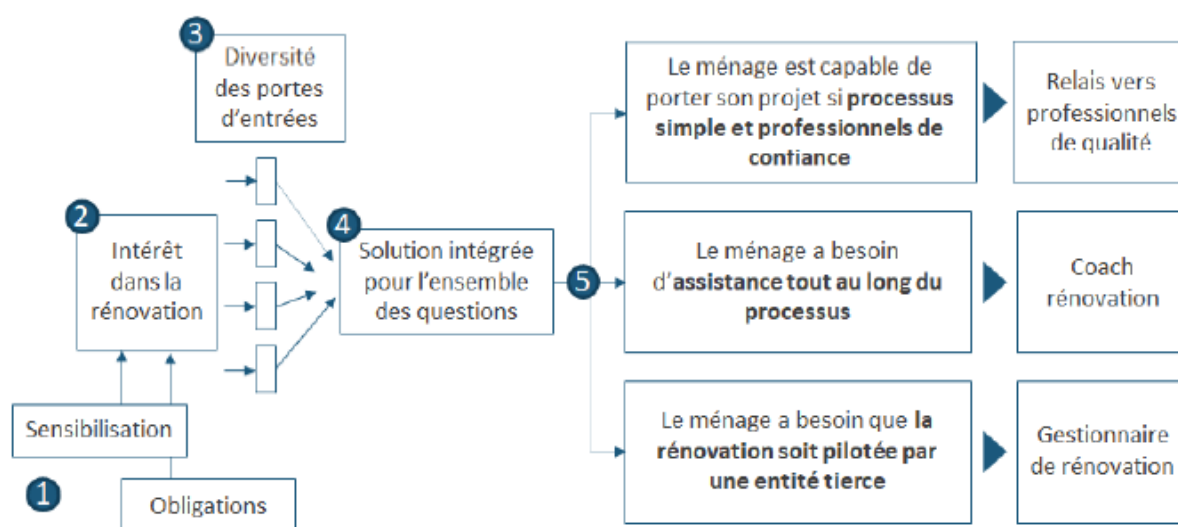 3
Diversité
des portes
d'entrées
2
Intérêt
dans la
rénovation
Sensibilisation
1
Obligations
4
Solution intégrée
pour l'ensemble
des questions
5
Le ménage est capable de
porter son projet si processus
simple et professionnels de
confiance
Relais vers
professionnels
de qualité
Le ménage a besoin
d'assistance tout au long du
processus
Coach
rénovation
Le ménage a besoin que la
rénovation soit pilotée par
une entité tierce
Gestionnaire
de rénovation